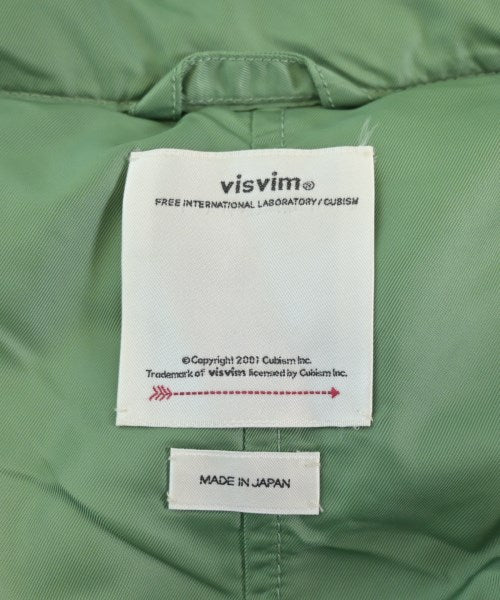 visvim®
FREE INTERNATIONAL LABORATORY / CUBISM
©Copyright 2001 Cubism Inc.
Trademark of visvim licensed by Cubism Inc.
MADE IN JAPAN